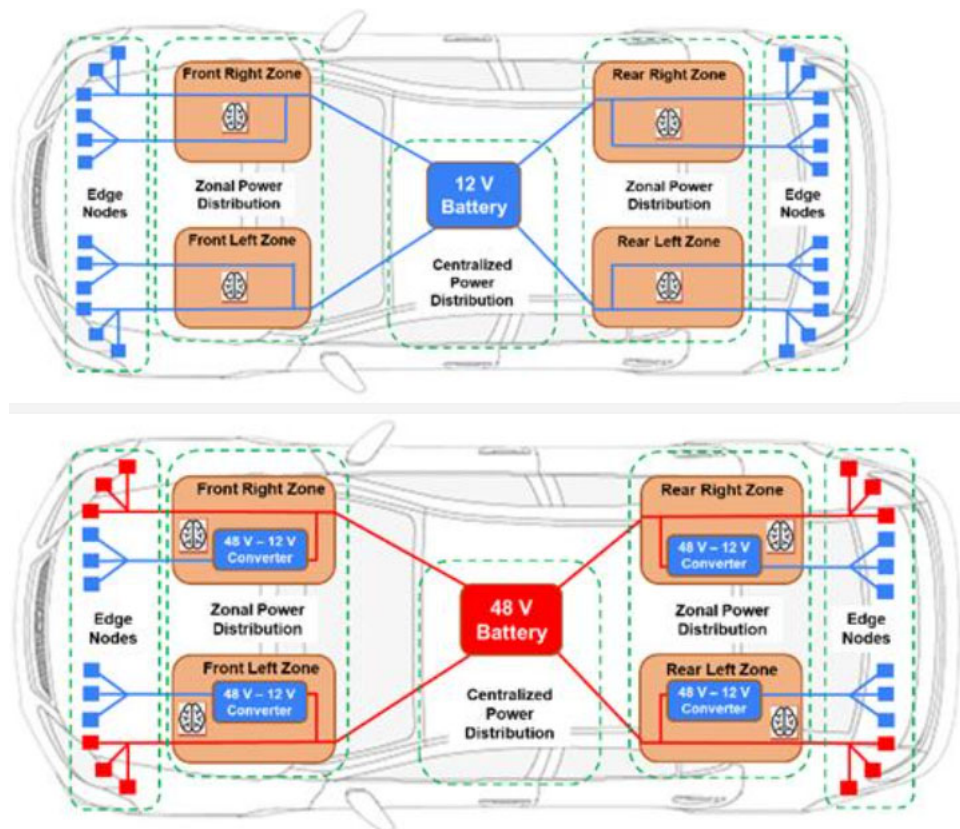 Front Right Zone
Rear Right Zone
Edge
Nodes
Zonal Power
Distribution
12 V
Battery
Zonal Power
Distribution
Edge
Nodes
Front Left Zone
Rear Left Zone
Centralized
Power
Distribution
Front Right Zone
Rear Right Zone
48 V – 12 V
Converter
48 V – 12 V
Converter
Edge
Nodes
Zonal Power
Distribution
48 V
Battery
Zonal Power
Distribution
Edge
Nodes
Front Left Zone
Rear Left Zone
48 V – 12 V
Converter
48 V – 12 V
Converter
Centralized
Power
Distribution